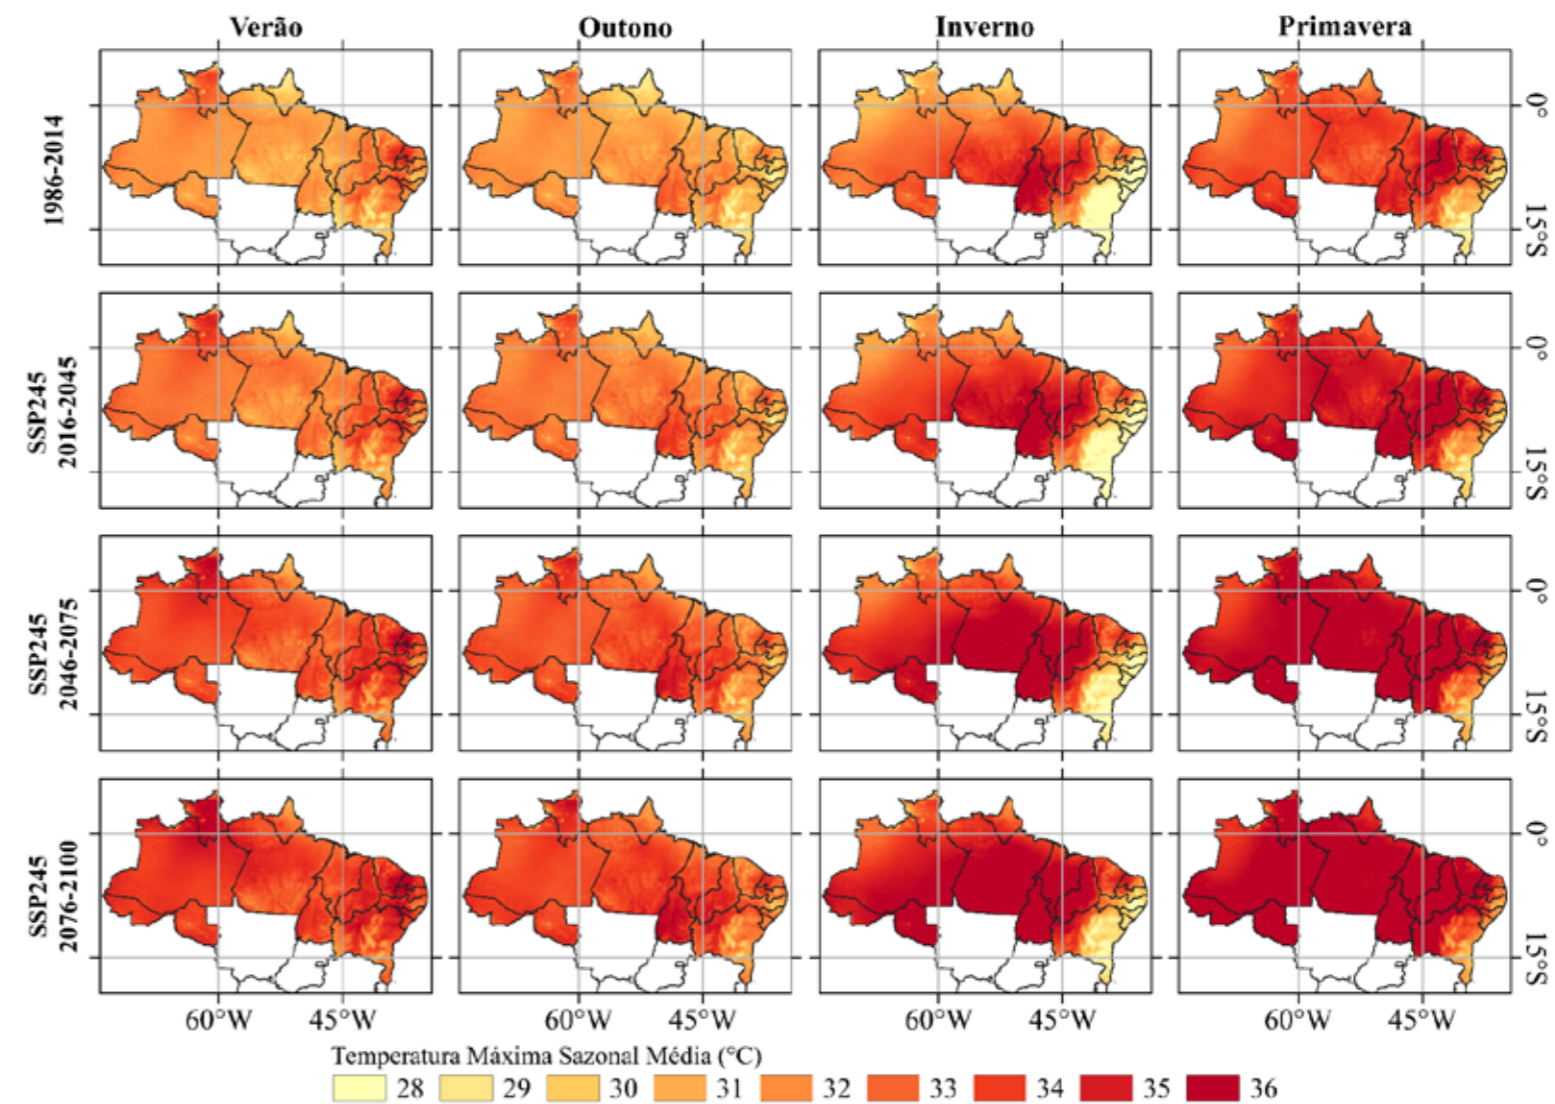 Verão Outono Inverno Primavera
1986-2014
0°
15°S
SSP245
2016-2045
0°
15°S
SSP245
2046-2075
0°
15°S
SSP245
2076-2100
0°
15°S
60°W 45°W 60°W 45°W 60°W 45°W 60°W 45°W
Temperatura Máxima Sazonal Média (°C)
28 29 30 31 32 33 34 35 36